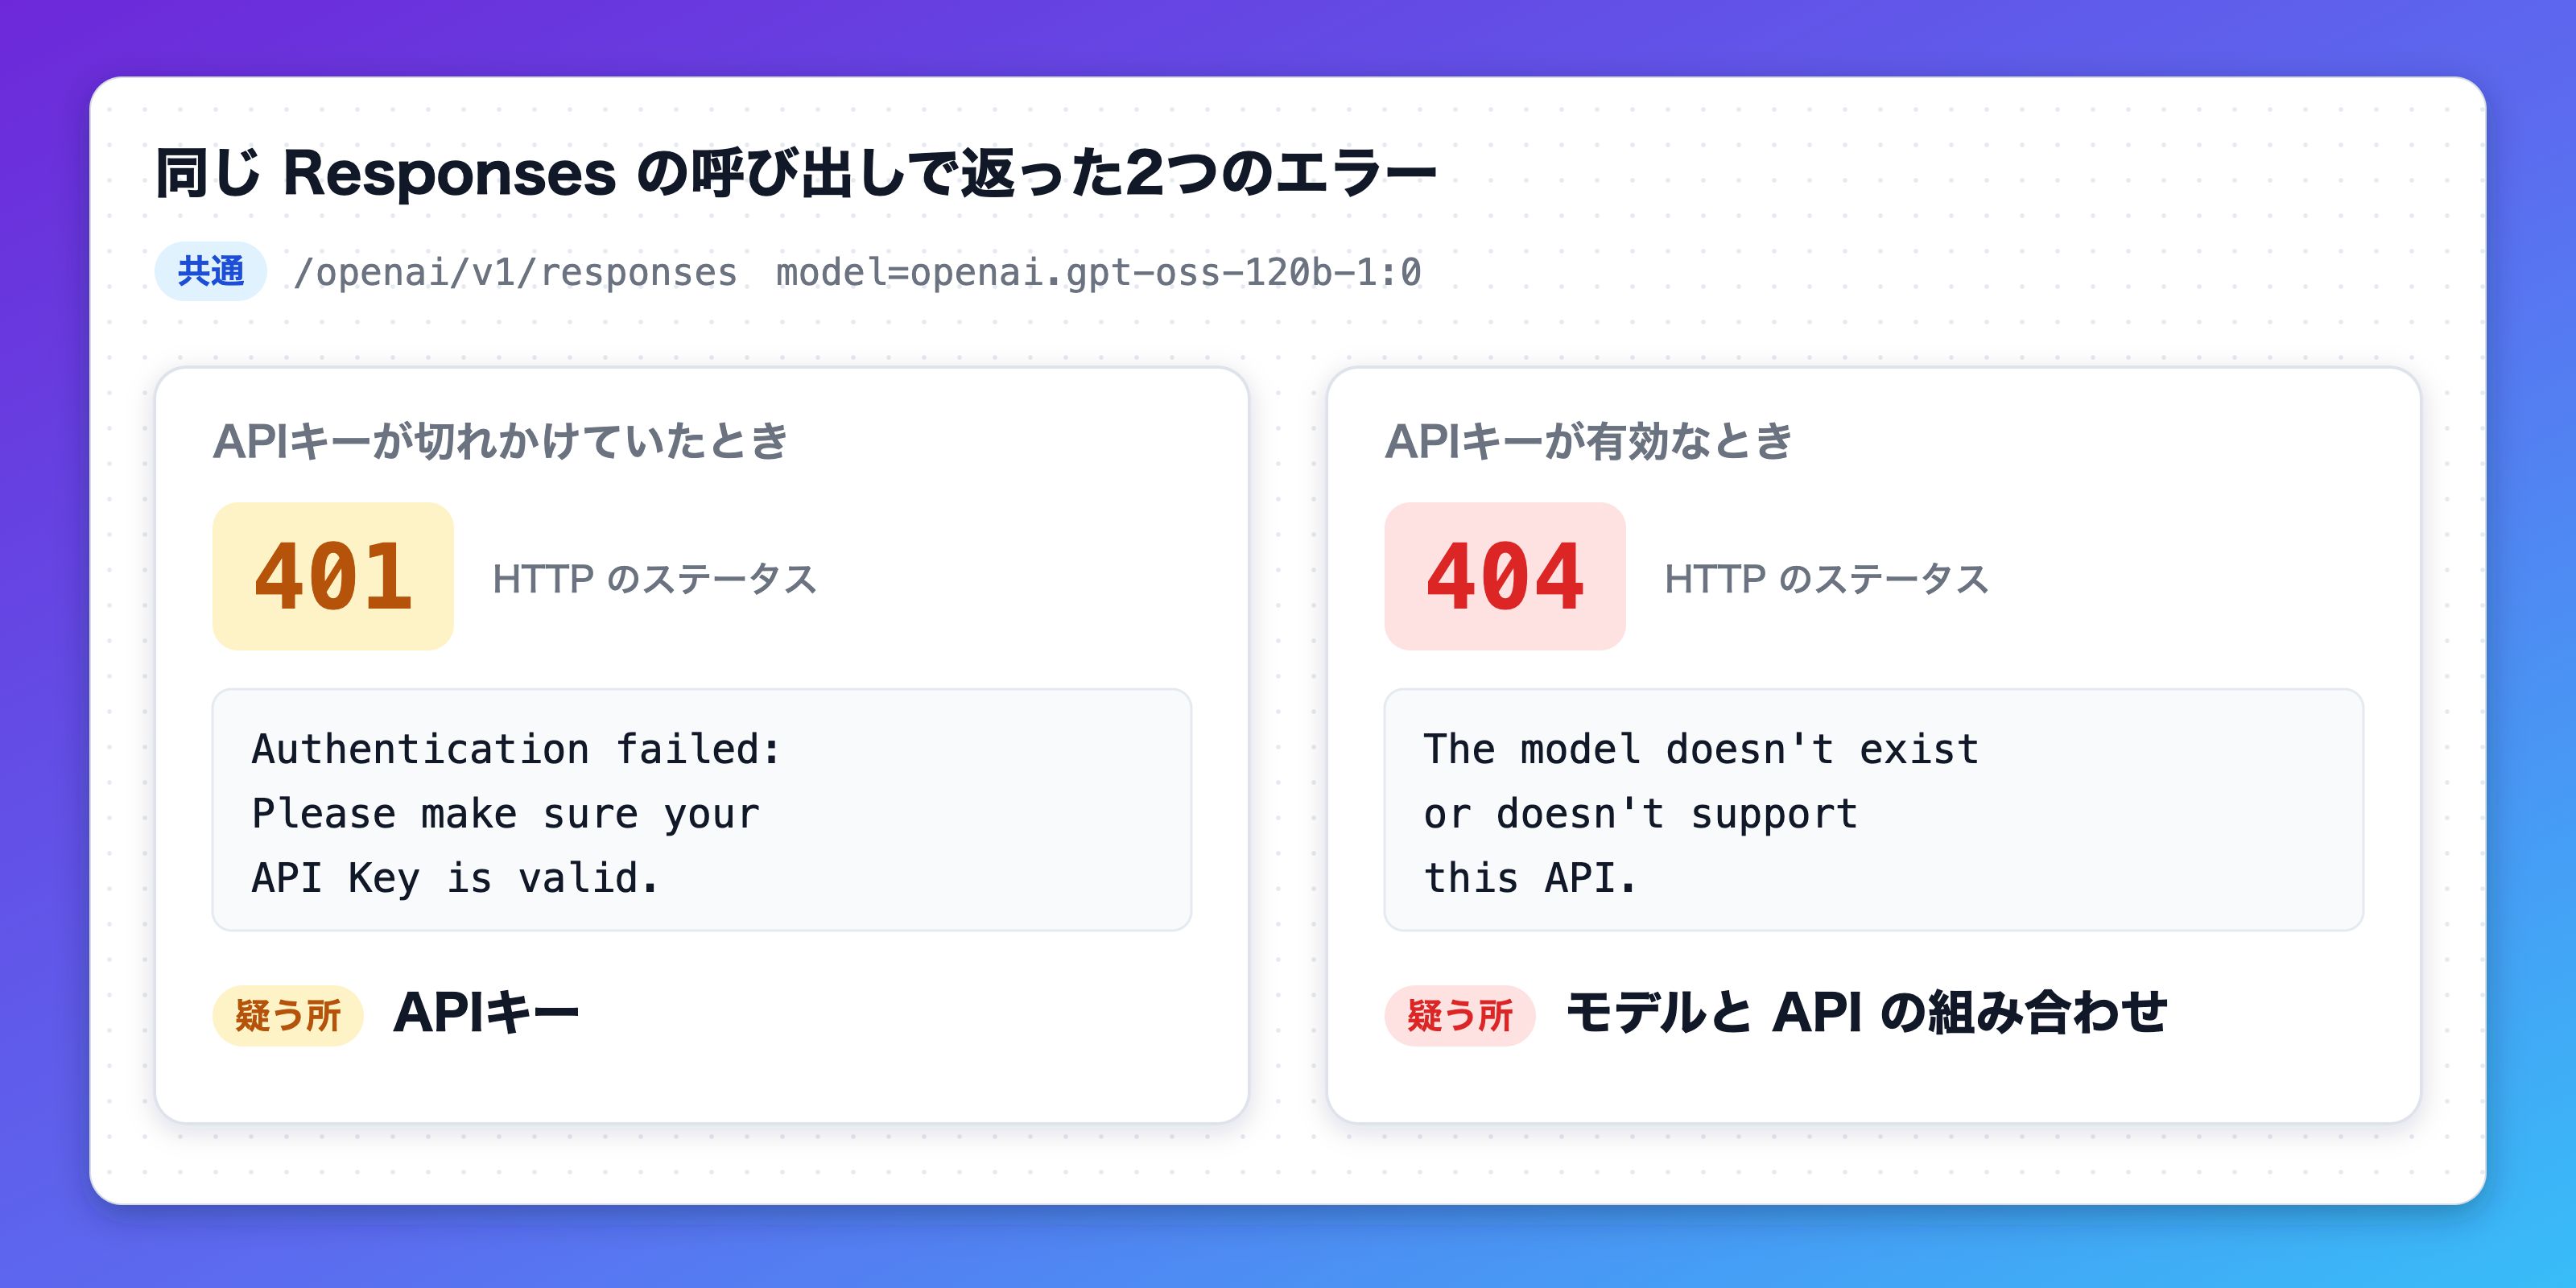 同じ Responses の呼び出しで返った2つのエラー
共通 /openai/v1/responses model=openai.gpt-oss-120b-1:0
APIキーが切れかけていたとき
401 HTTP のステータス
Authentication failed:
Please make sure your
API Key is valid.
疑う所 APIキー
APIキーが有効なとき
404 HTTP のステータス
The model doesn't exist
or doesn't support
this API.
疑う所 モデルと API の組み合わせ